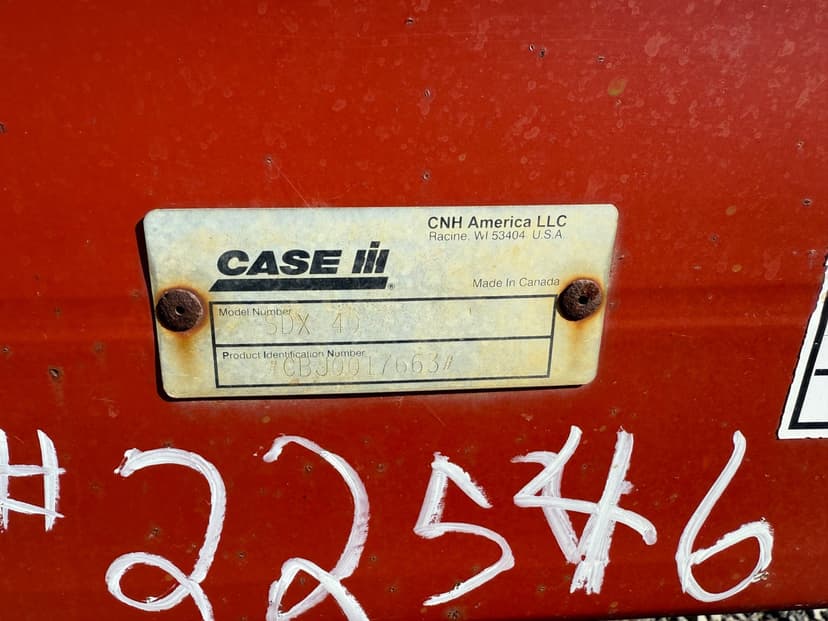 CNH America LLC
Racine, WI 53404 U.S.A.
CASE IH
Made In Canada
Model Number
SDX 40
Product Identification Number
#CBJ0017663#
#22546